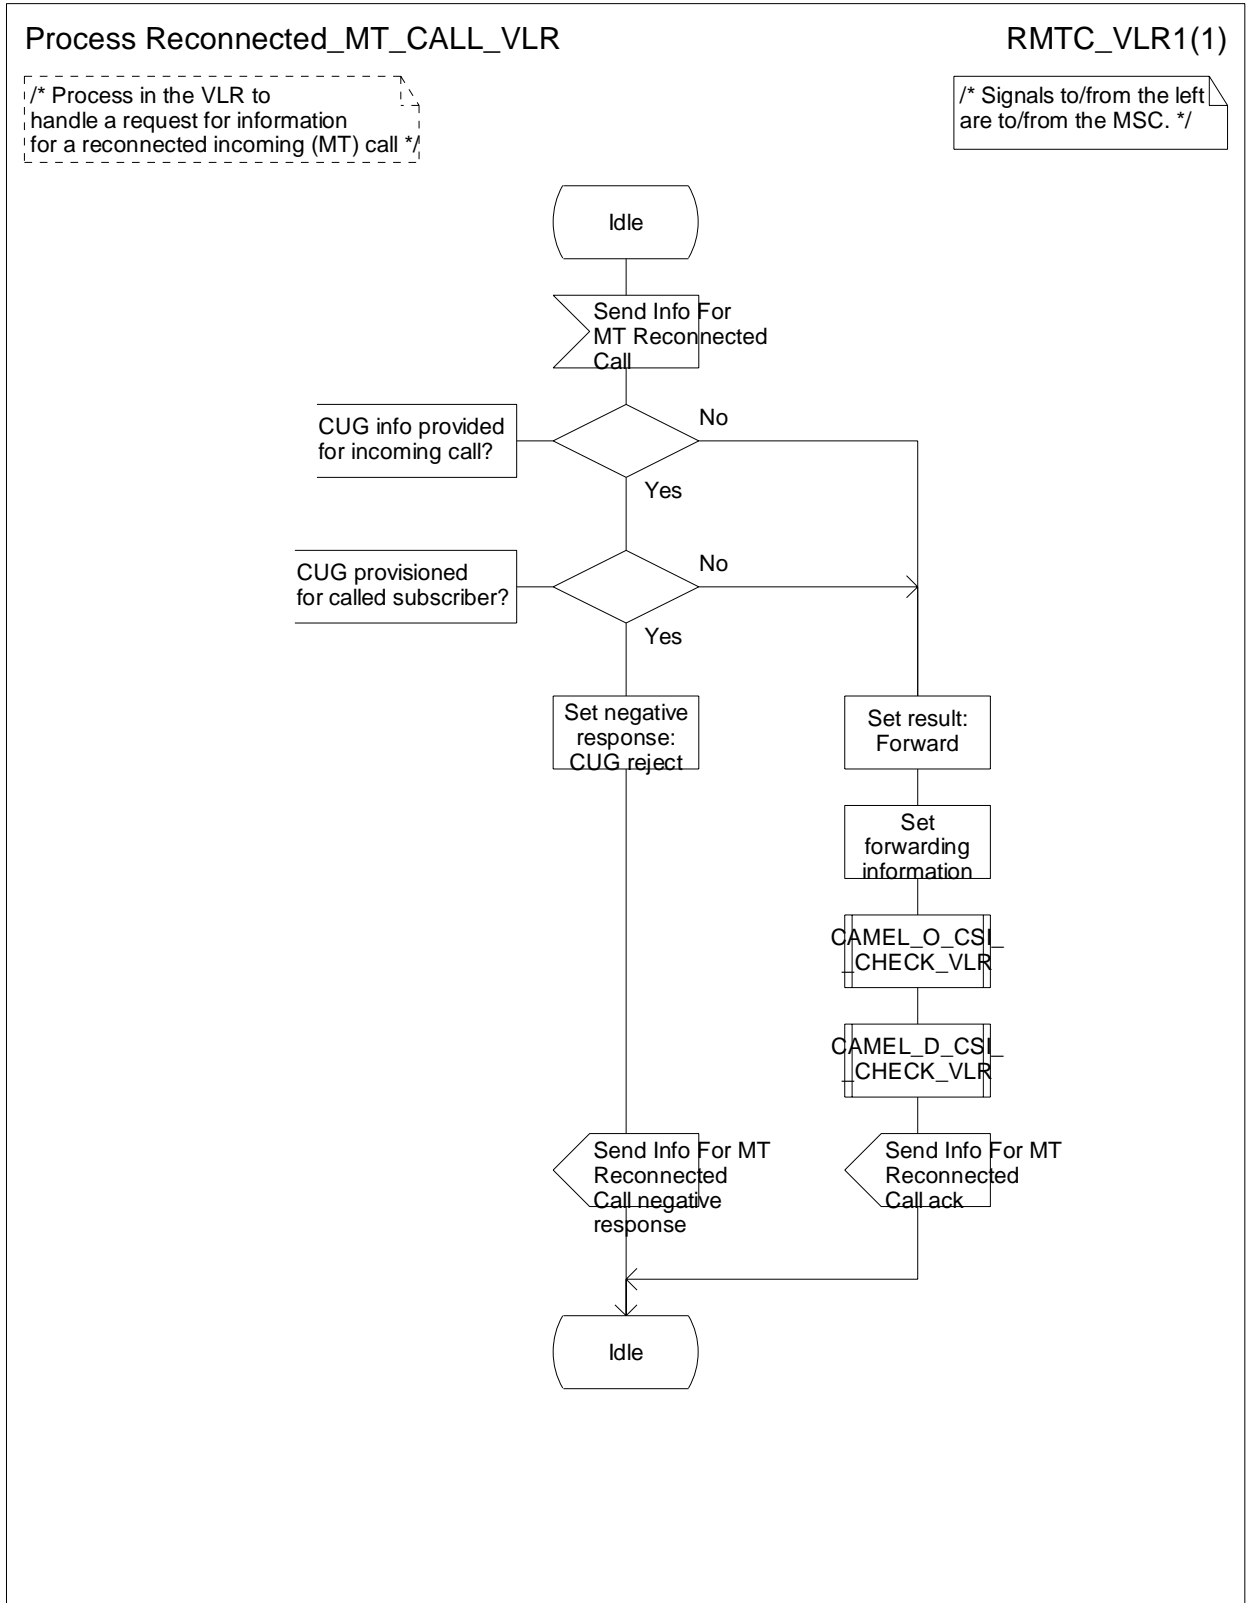 Process Reconnected_MT_CALL_VLR
RMTC_VLR1(1)
/* Process in the VLR to
handle a request for information
for a reconnected incoming (MT) call */
/* Signals to/from the left
are to/from the MSC. */
Idle
Send Info For
MT Reconnected
Call
CUG info provided
for incoming call?
No
Yes
CUG provisioned
for called subscriber?
No
Yes
Set negative
response:
CUG reject
Set result:
Forward
Set
forwarding
information
CAMEL_O_CSI_
_CHECK_VLR
CAMEL_D_CSI_
_CHECK_VLR
Send Info For MT
Reconnected
Call negative
response
Send Info For MT
Reconnected
Call ack
Idle